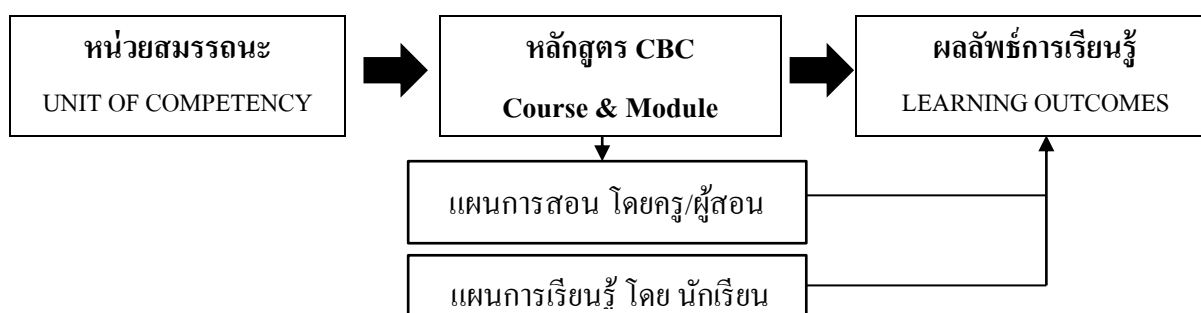 หน่วยสมรรถนะ
UNIT OF COMPETENCY
หลักสูตร CBC
Course & Module
ผลลัพธ์การเรียนรู้
LEARNING OUTCOMES
แผนการสอน โดยครู/ผู้สอน
แผนการเรียนรู้ โดย นักเรียน